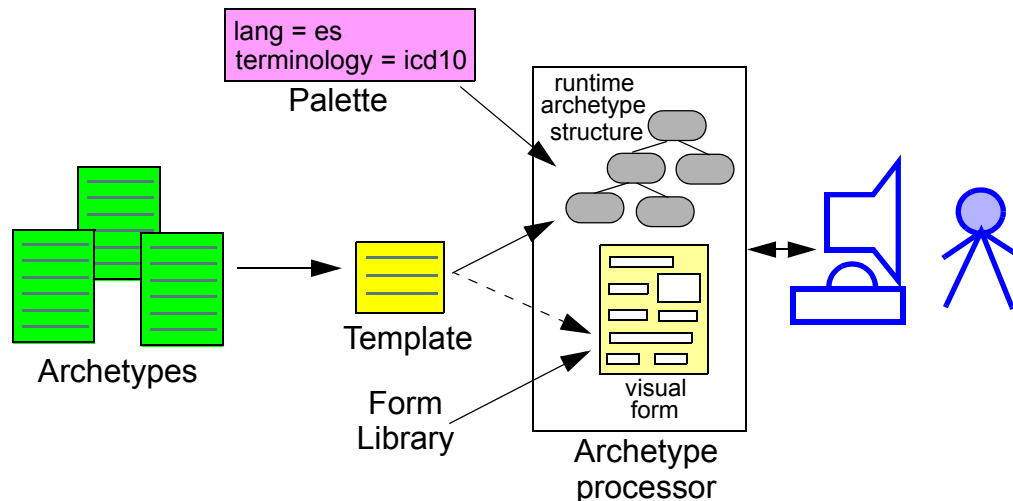 lang = es
terminology = icd10
Palette
runtime
archetype
structure
Archetypes
Template
Form
Library
visual
form
Archetype
processor